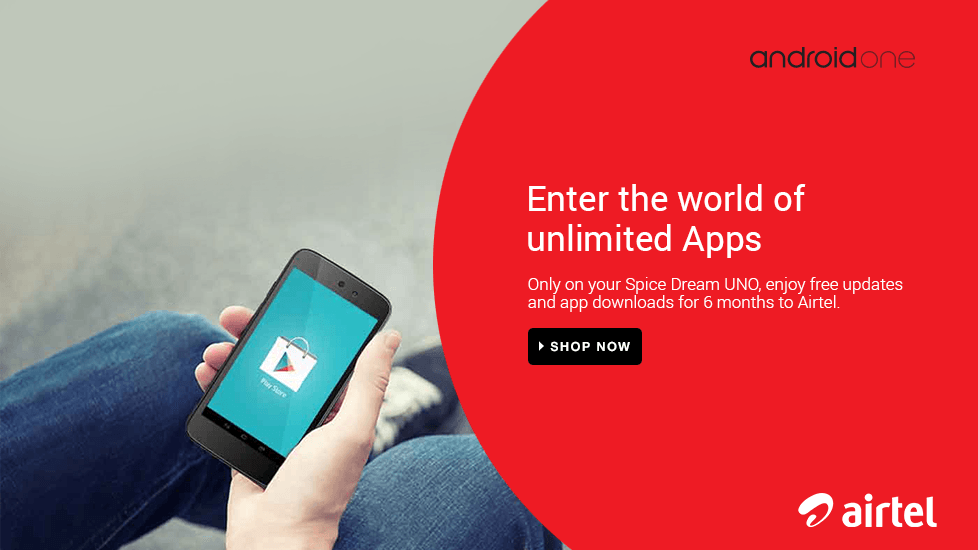 androidone
Enter the world of
unlimited Apps
Only on your Spice Dream UNO, enjoy free updates
and app downloads for 6 months to Airtel.
SHOP NOW
Play Store
airtel